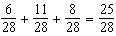 6/28 + 11/28 + 8/28 = 25/28